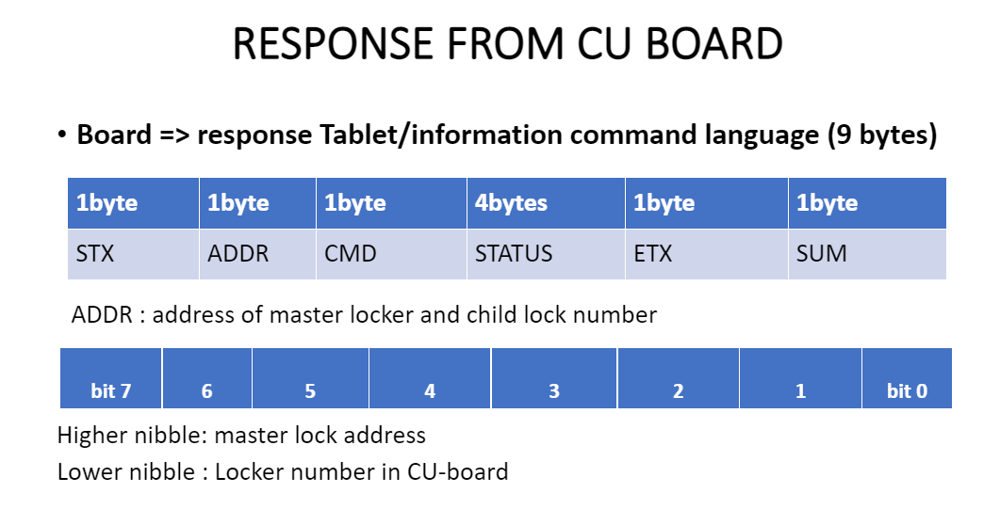 RESPONSE FROM CU BOARD
• Board => response Tablet/information command language (9 bytes)
1byte 1byte 1byte 4bytes 1byte 1byte
STX ADDR CMD STATUS ETX SUM
ADDR : address of master locker and child lock number
bit 7 6 5 4 3 2 1 bit 0
Higher nibble: master lock address
Lower nibble : Locker number in CU-board